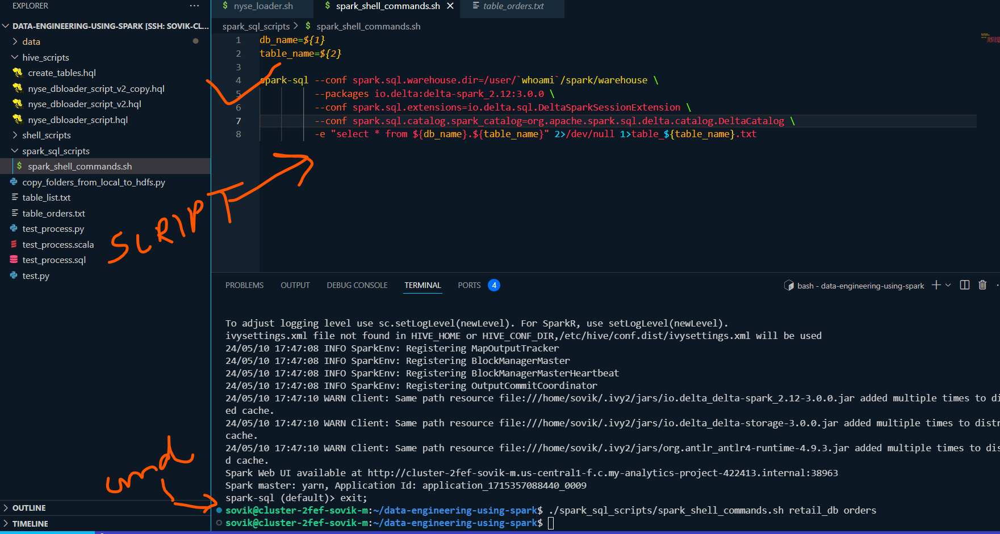 EXPLORER ···
DATA-ENGINEERING-USING-SPARK [SSH: SOVIK-CL...
data
hive_scripts
create_tables.hql
nyse_dbloader_script_v2_copy.hql
nyse_dbloader_script_v2.hql
nyse_dbloader_script.hql
shell_scripts
spark_sql_scripts
$ spark_shell_commands.sh
copy_folders_from_local_to_hdfs.py
table_list.txt
table_orders.txt
test_process.py
test_process.scala
test_process.sql
test.py
OUTLINE
TIMELINE
SCRIPT
cmd
$ nyse_loader.sh $ spark_shell_commands.sh table_orders.txt
spark_sql_scripts > $ spark_shell_commands.sh
1 db_name=${1}
2 table_name=${2}
3
4 spark-sql --conf spark.sql.warehouse.dir=/user/`whoami`/spark/warehouse \
5 --packages io.delta:delta-spark_2.12:3.0.0 \
6 --conf spark.sql.extensions=io.delta.sql.DeltaSparkSessionExtension \
7 --conf spark.sql.catalog.spark_catalog=org.apache.spark.sql.delta.catalog.DeltaCatalog \
8 -e "select * from ${db_name}.${table_name}" 2>/dev/null 1>table_${table_name}.txt
PROBLEMS OUTPUT DEBUG CONSOLE TERMINAL PORTS 4 bash - data-engineering-using-spark
To adjust logging level use sc.setLogLevel(newLevel). For SparkR, use setLogLevel(newLevel).
ivysettings.xml file not found in HIVE_HOME or HIVE_CONF_DIR,/etc/hive/conf.dist/ivysettings.xml will be used
24/05/10 17:47:08 INFO SparkEnv: Registering MapOutputTracker
24/05/10 17:47:08 INFO SparkEnv: Registering BlockManagerMaster
24/05/10 17:47:08 INFO SparkEnv: Registering BlockManagerMasterHeartbeat
24/05/10 17:47:08 INFO SparkEnv: Registering OutputCommitCoordinator
24/05/10 17:47:10 WARN Client: Same path resource file:///home/sovik/.ivy2/jars/io.delta_delta-spark_2.12-3.0.0.jar added multiple times to di
ed cache.
24/05/10 17:47:10 WARN Client: Same path resource file:///home/sovik/.ivy2/jars/io.delta_delta-storage-3.0.0.jar added multiple times to distr
cache.
24/05/10 17:47:10 WARN Client: Same path resource file:///home/sovik/.ivy2/jars/org.antlr_antlr4-runtime-4.9.3.jar added multiple times to dis
d cache.
Spark Web UI available at http://cluster-2fef-sovik-m.us-central1-f.c.my-analytics-project-422413.internal:38963
Spark master: yarn, Application Id: application_1715357088440_0009
spark-sql (default)> exit;
sovik@cluster-2fef-sovik-m:~/data-engineering-using-spark$ ./spark_sql_scripts/spark_shell_commands.sh retail_db orders
sovik@cluster-2fef-sovik-m:~/data-engineering-using-spark$